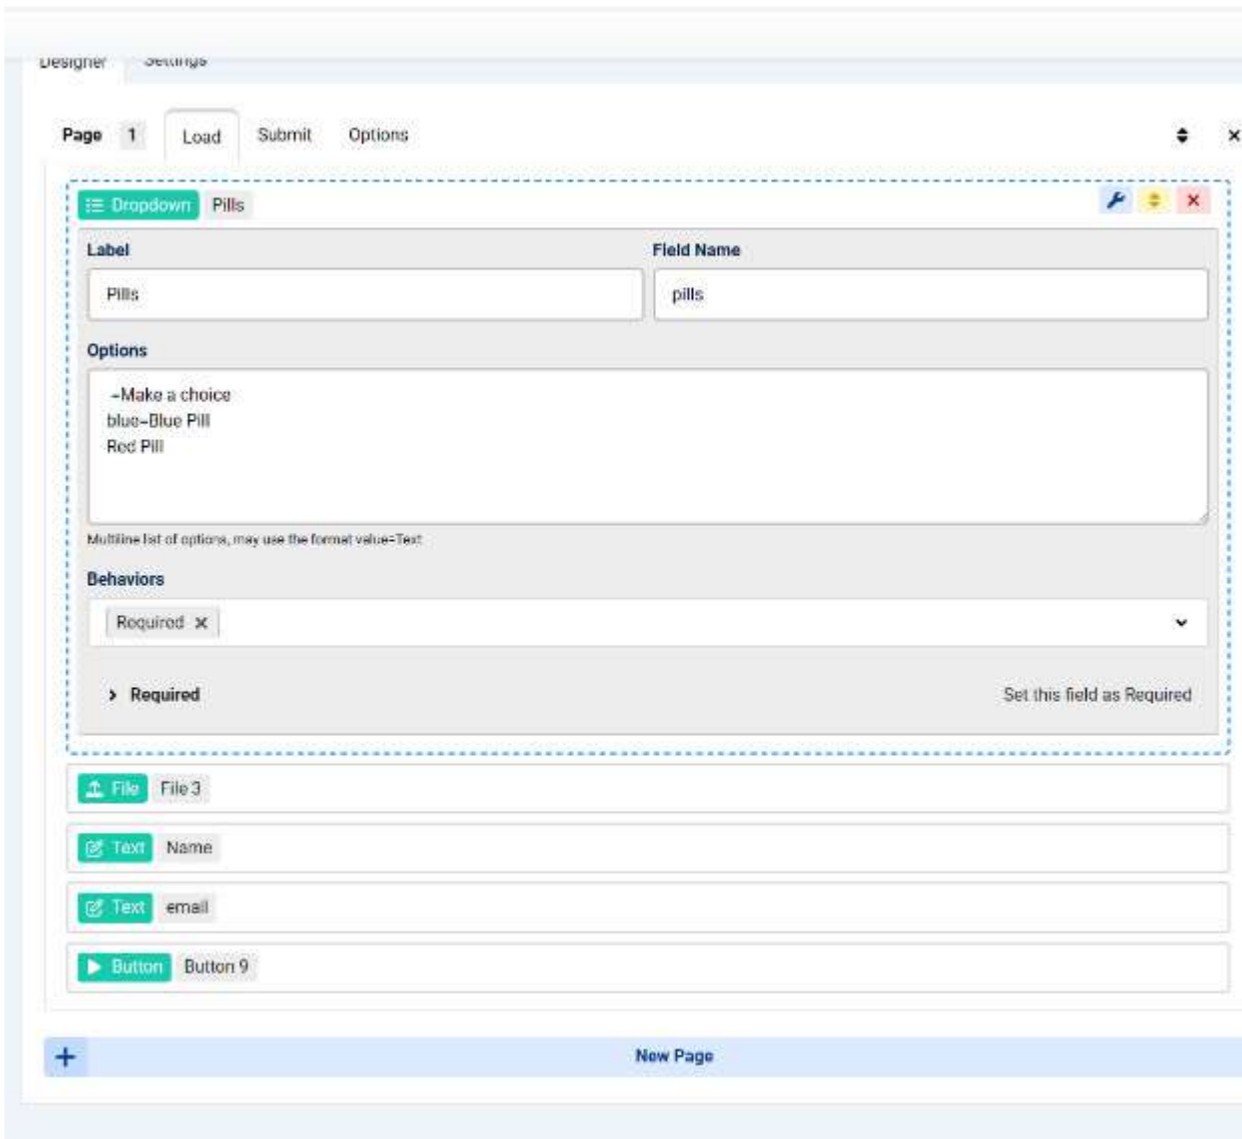 Designer Settings
Page 1 Load Submit Options
Dropdown Pills
Label Field Name
Pills pills
Options
=Make a choice
blue=Blue Pill
Red Pill
Multiline list of options, may use the format value=Text
Behaviors
Required
Required Set this field as Required
File File 3
Text Name
Text email
Button Button 9
New Page